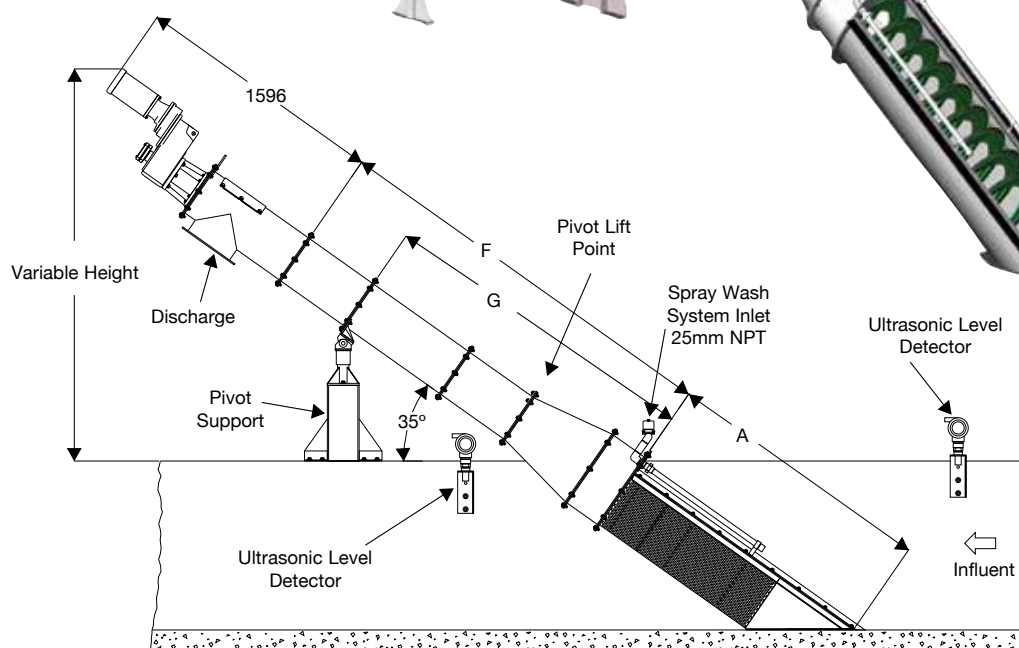 1596
F
Pivot Lift
Point
G
Variable Height
Spray Wash
System Inlet
25mm NPT
Discharge
Ultrasonic Level
Detector
Pivot
Support
35º
A
Ultrasonic Level
Detector
Influent